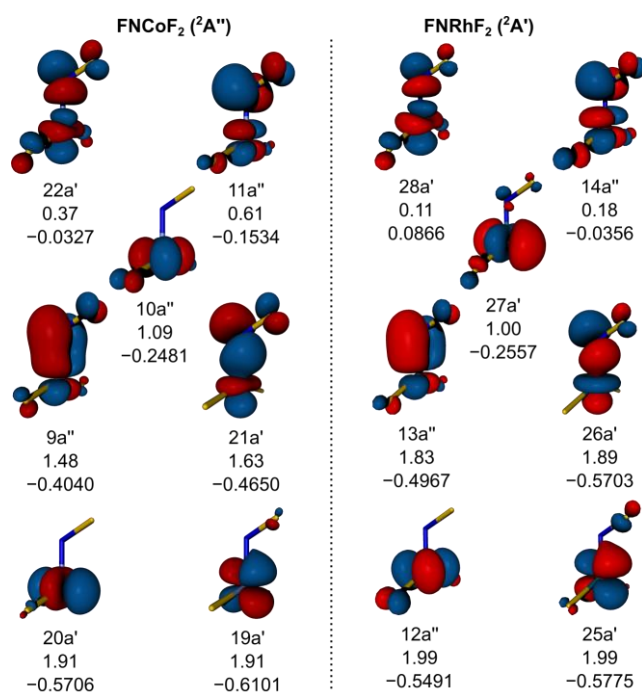 FNCoF₂ (²A'')
FNRhF₂ (²A')
22a'
0.37
−0.0327
11a''
0.61
−0.1534
10a''
1.09
−0.2481
9a''
1.48
−0.4040
21a'
1.63
−0.4650
20a'
1.91
−0.5706
19a'
1.91
−0.6101
28a'
0.11
0.0866
14a''
0.18
−0.0356
27a'
1.00
−0.2557
13a''
1.83
−0.4967
26a'
1.89
−0.5703
12a''
1.99
−0.5491
25a'
1.99
−0.5775